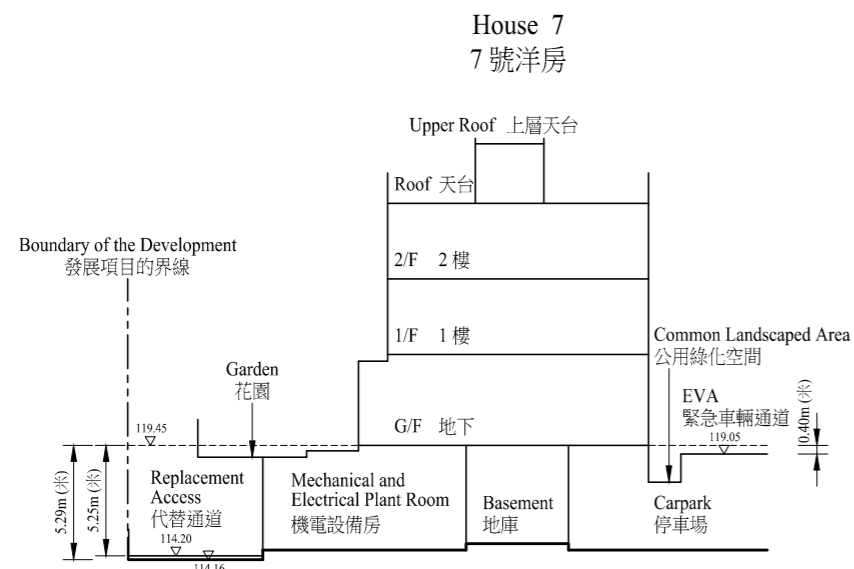 House 7
7 號洋房
Upper Roof 上層天台
Roof 天台
Boundary of the Development
發展項目的界線
2/F 2 樓
1/F 1 樓
Common Landscaped Area
公用綠化空間
Garden
花園
EVA
緊急車輛通道
119.05
0.40m (米)
119.45
G/F 地下
5.29m (米)
5.25m (米)
Replacement
Access
代替通道
114.20
114.16
Mechanical and
Electrical Plant Room
機電設備房
Basement
地庫
Carpark
停車場